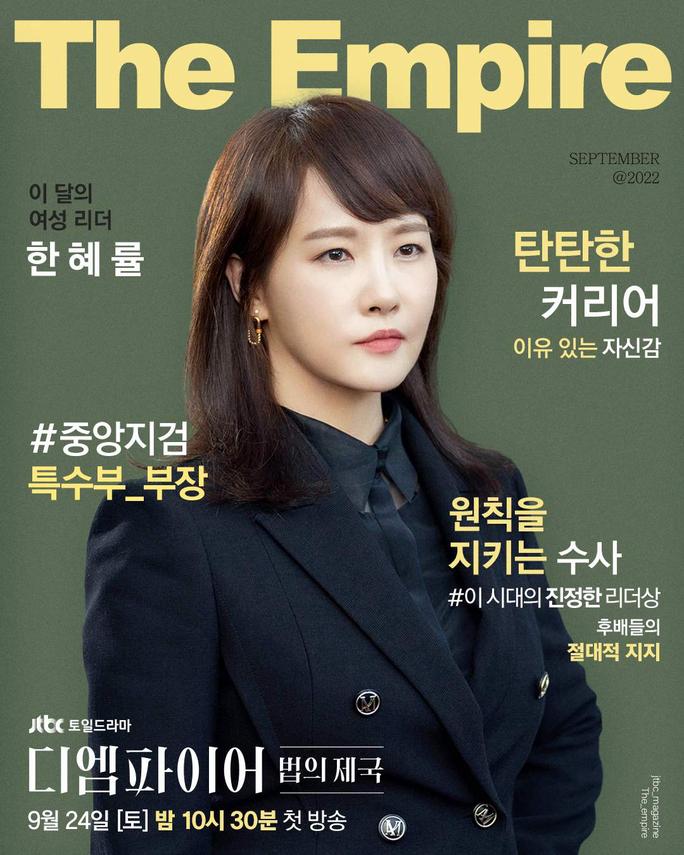 The Empire
SEPTEMBER
@2022
이 달의
여성 리더
한혜률
탄탄한
커리어
이유 있는 자신감
#중앙지검
특수부_부장
원칙을
지키는 수사
#이 시대의 진정한 리더상
후배들의
절대적 지지
jtbc 토일드라마
디 엠파이어 법의 제국
9월 24일 [토] 밤 10시 30분 첫 방송
jtbc_magazine
The_empire